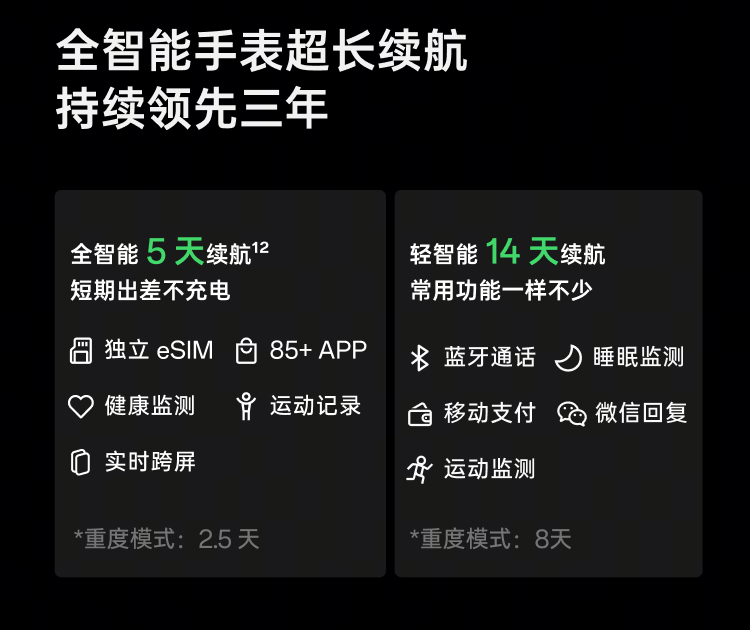 全智能手表超长续航
持续领先三年
全智能 5 天续航¹²
短期出差不充电
独立 eSIM 85+ APP
健康监测 运动记录
实时跨屏
*重度模式：2.5 天
轻智能 14 天续航
常用功能一样不少
蓝牙通话 睡眠监测
移动支付 微信回复
运动监测
*重度模式：8天